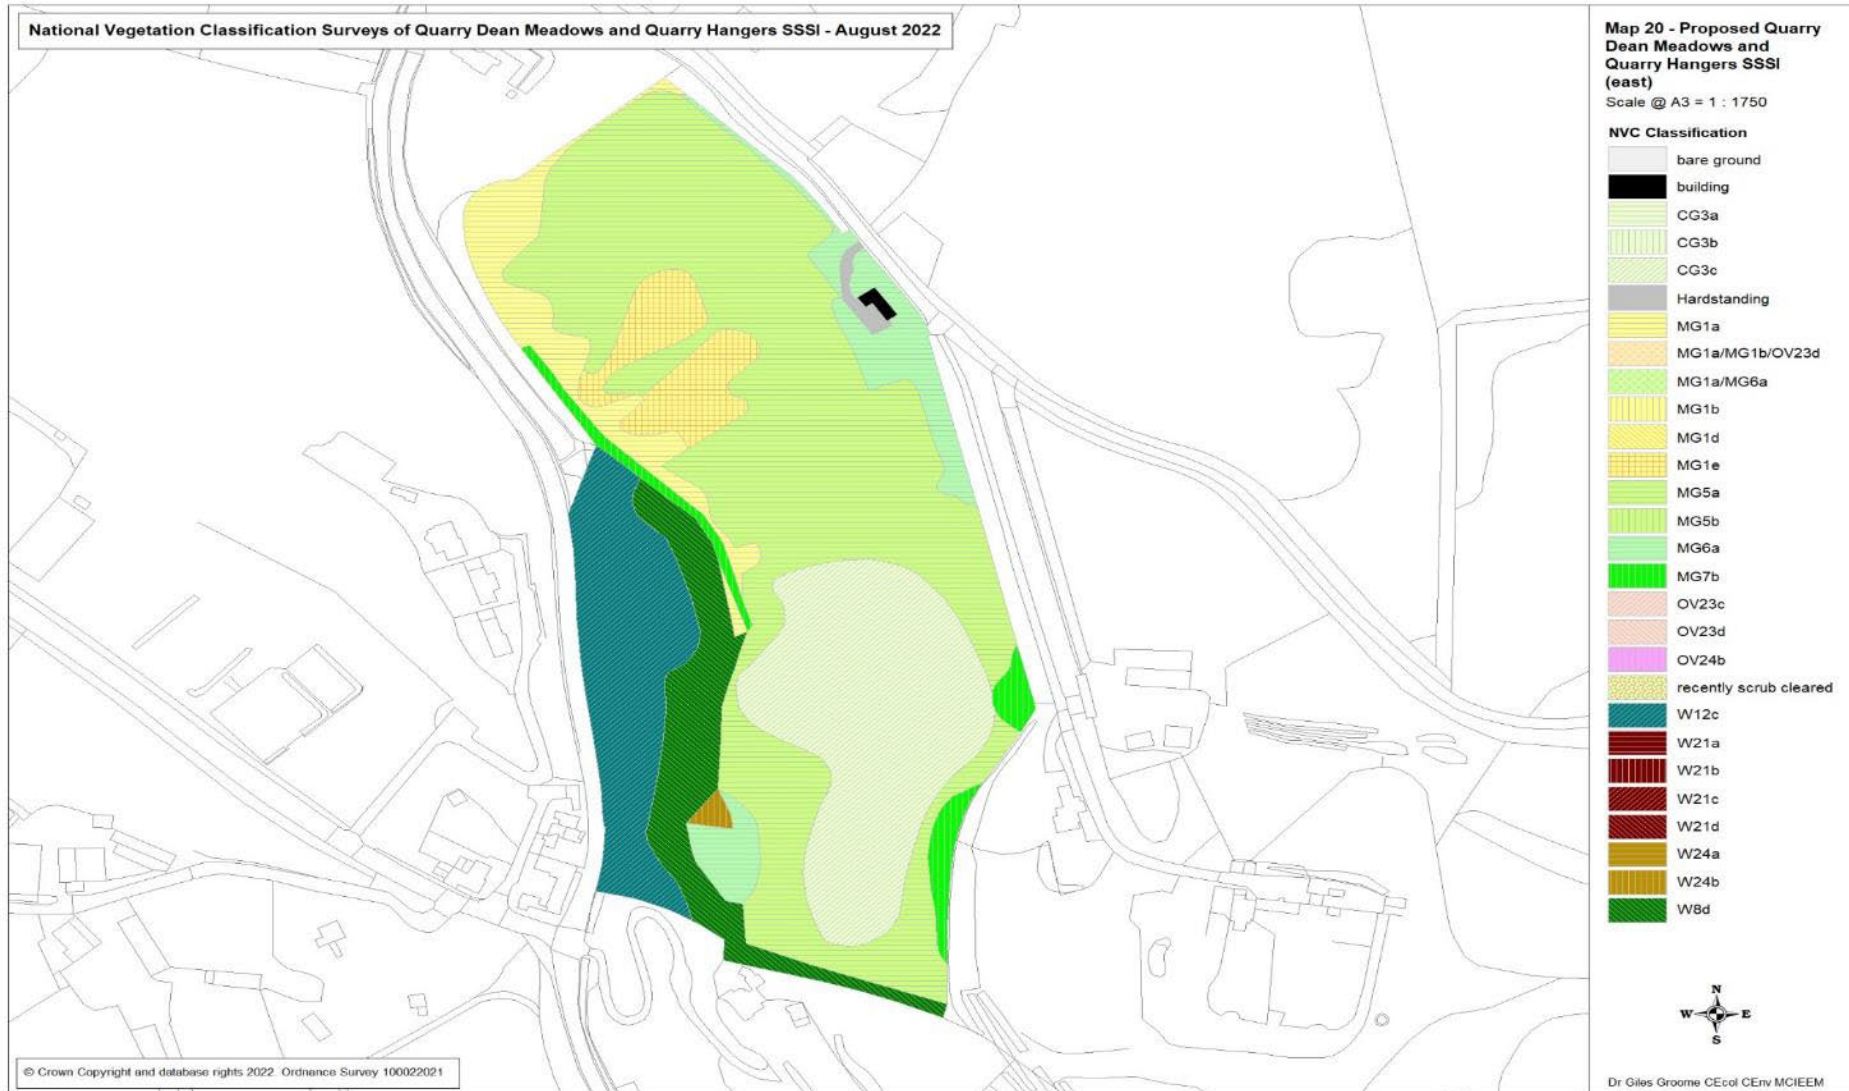 National Vegetation Classification Surveys of Quarry Dean Meadows and Quarry Hangers SSSI - August 2022
Map 20 - Proposed Quarry
Dean Meadows and
Quarry Hangers SSSI
(east)
Scale @ A3 = 1 : 1750
NVC Classification
bare ground
building
CG3a
CG3b
CG3c
Hardstanding
MG1a
MG1a/MG1b/OV23d
MG1a/MG6a
MG1b
MG1d
MG1e
MG5a
MG5b
MG6a
MG7b
OV23c
OV23d
OV24b
recently scrub cleared
W12c
W21a
W21b
W21c
W21d
W24a
W24b
W8d
N
W E
S
© Crown Copyright and database rights 2022. Ordnance Survey 100022021
Dr Giles Groome CEcol CEnv MCIEEM